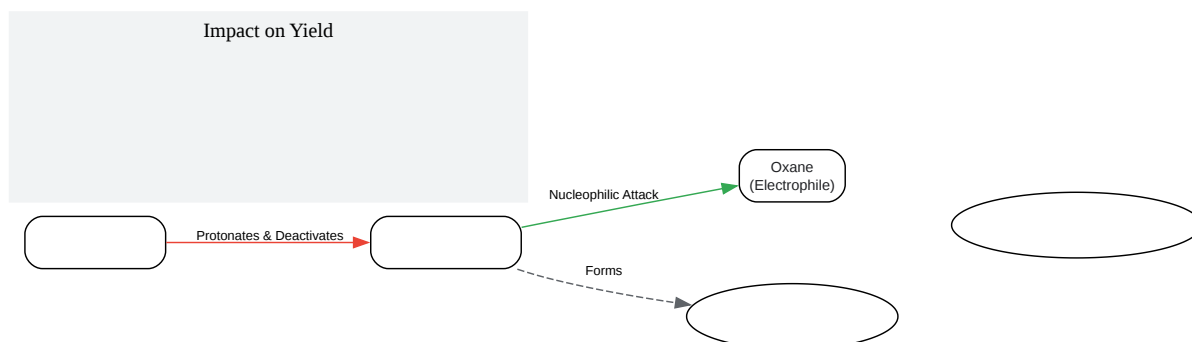 Impact on Yield
Oxane
(Electrophile)
Nucleophilic Attack
Protonates & Deactivates
Forms